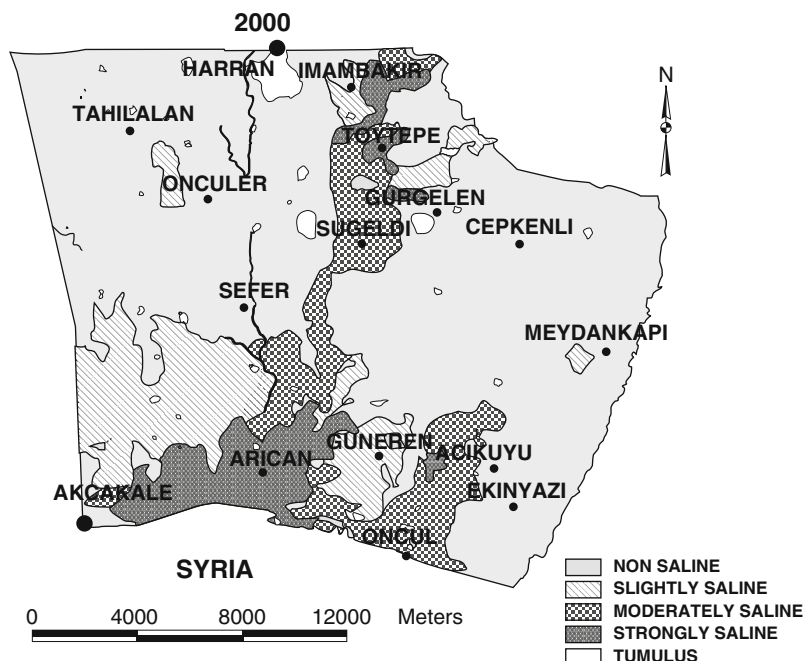 2000
HARRAN
IMAMBAKIR
N
TAHILALAN
TOYTEPE
ONCULER
GURGELEN
SUGELDI
CEPKENLI
SEFER
MEYDANKAPI
GUNEREN
ACIKUYU
ARICAN
AKCAKALE
EKINYAZI
ONCUL
SYRIA
NON SALINE
SLIGHTLY SALINE
MODERATELY SALINE
STRONGLY SALINE
TUMULUS
0 4000 8000 12000 Meters